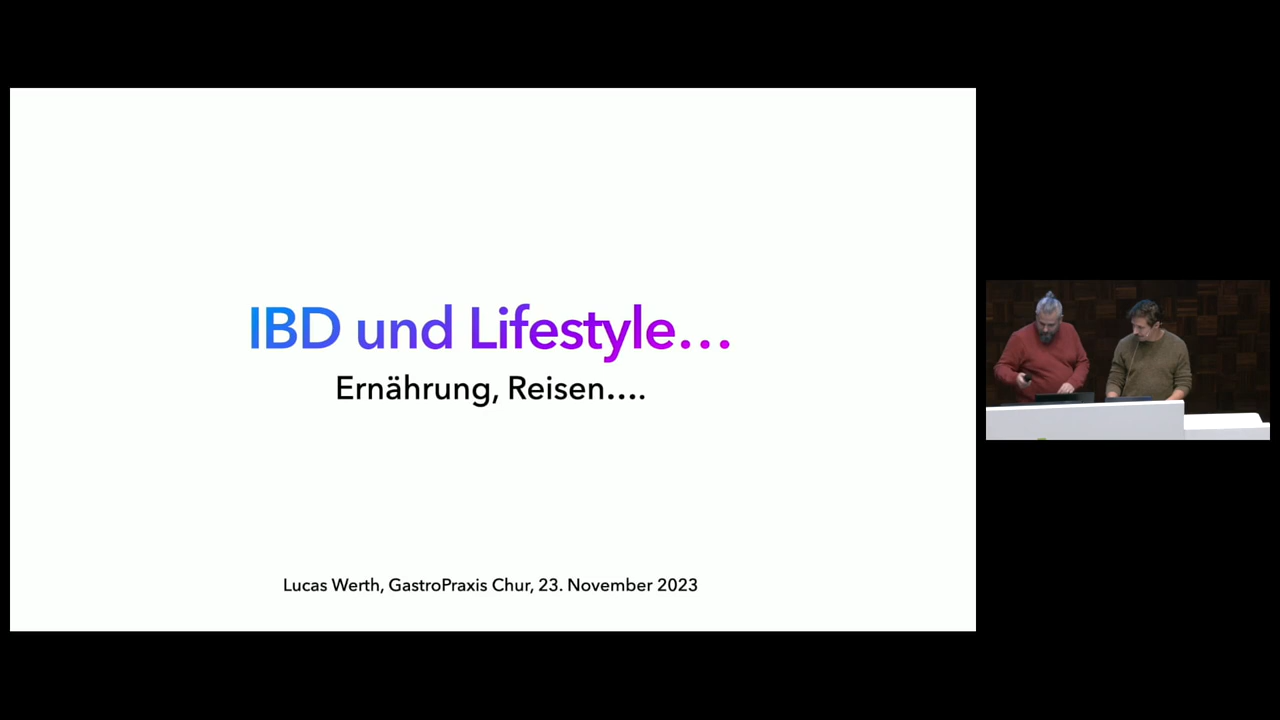 IBD und Lifestyle…
Ernährung, Reisen….
Lucas Werth, GastroPraxis Chur, 23. November 2023